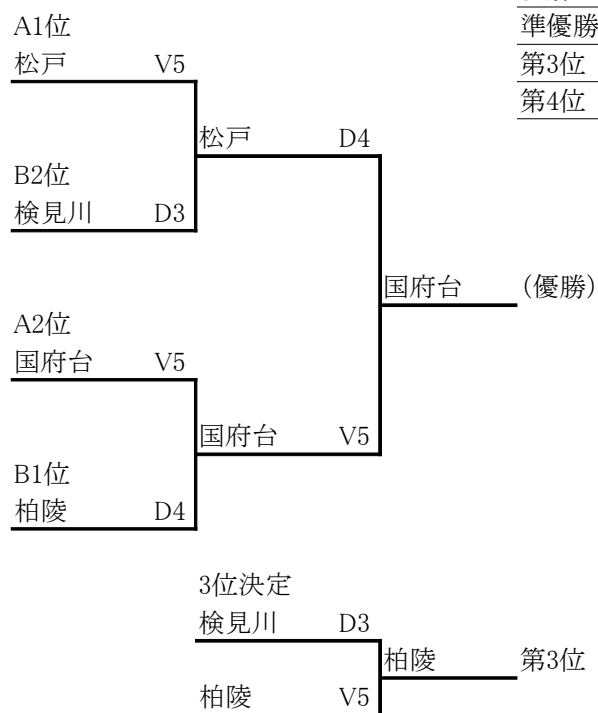 準優勝
第3位
第4位
A1位
松戸 V5
松戸 D4
B2位
検見川 D3
国府台 (優勝)
A2位
国府台 V5
国府台 V5
B1位
柏陵 D4
3位決定
検見川 D3
柏陵 第3位
柏陵 V5